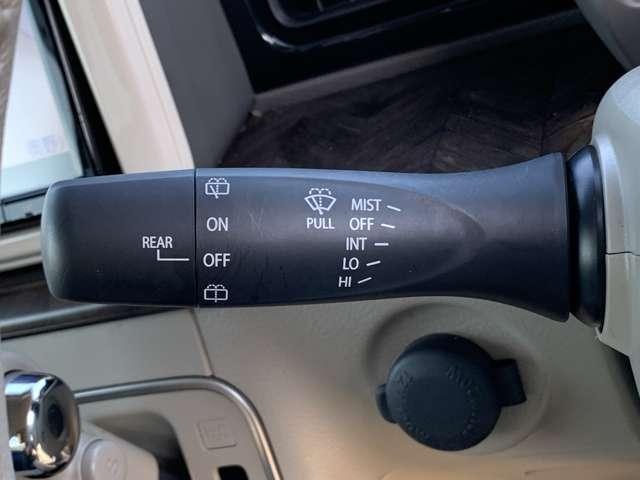 REAR
ON
OFF
PULL
MIST
OFF
INT
LO
HI